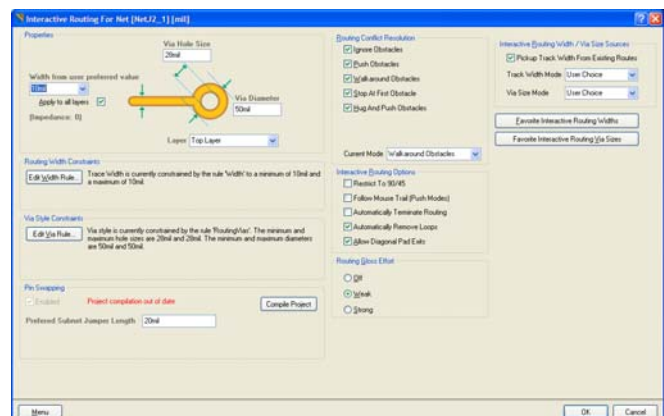 Interactive Routing For Net [NetJ2_1] [mil]
Properties
Via Hole Size
28mil
Width from user preferred value
10mil
Apply to all layers
(Impedance: 0)
Via Diameter
50mil
Layer Top Layer
Routing Width Constraints
Edit Width Rule... Trace Width is currently constrained by the rule 'Width' to a minimum of 10mil and
a maximum of 10mil.
Via Style Constraints
Edit Via Rule... Via style is currently constrained by the rule 'RoutingVias'. The minimum and
maximum hole sizes are 28mil and 28mil. The minimum and maximum diameters
are 50mil and 50mil.
Pin Swapping
Enabled Project compilation out of date Compile Project
Preferred Subnet Jumper Length 20mil
Routing Conflict Resolution
Ignore Obstacles
Push Obstacles
Walkaround Obstacles
Stop At First Obstacle
Hug And Push Obstacles
Current Mode Walkaround Obstacles
Interactive Routing Options
Restrict To 90/45
Follow Mouse Trail (Push Modes)
Automatically Terminate Routing
Automatically Remove Loops
Allow Diagonal Pad Exits
Routing Gloss Effort
Off
Weak
Strong
Interactive Routing Width / Via Size Sources
Pickup Track Width From Existing Routes
Track Width Mode User Choice
Via Size Mode User Choice
Favorite Interactive Routing Widths
Favorite Interactive Routing Via Sizes
Menu
OK
Cancel